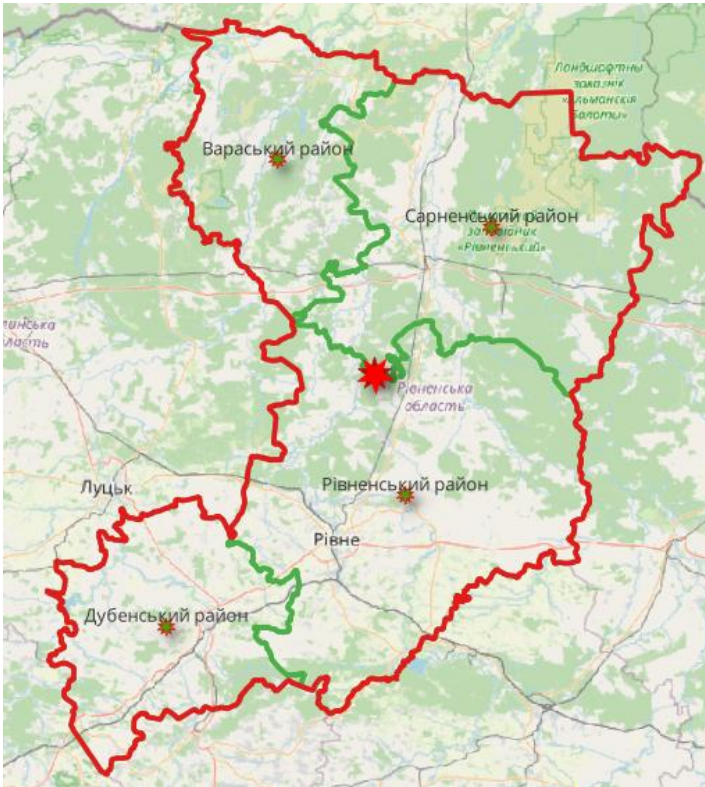 Ландшафтны
заказнік
«Альманскія
балоты»
Вараський район
Сарненський район
заповідник
«Рівненський»
Рівненська
область
Рівненський район
Луцьк
Рівне
Дубенський район